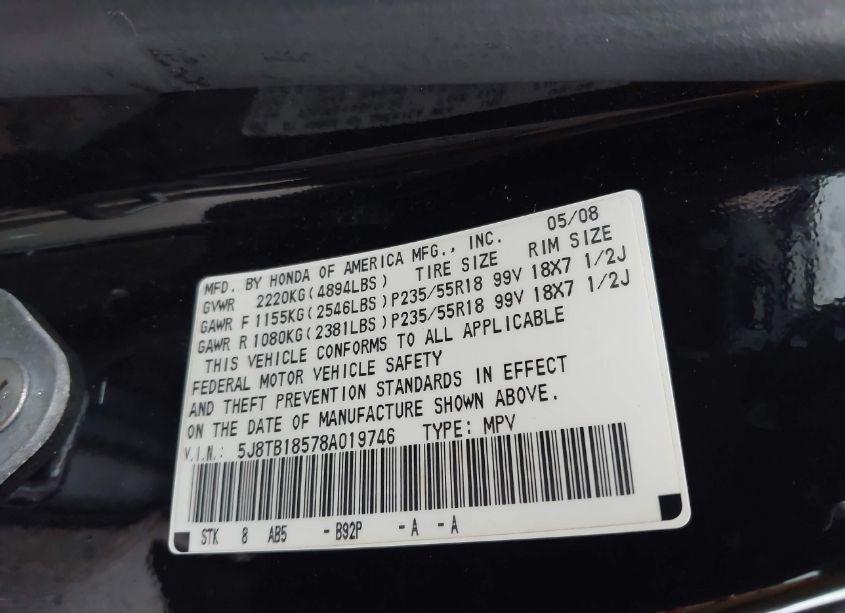 MFD. BY HONDA OF AMERICA MFG., INC. 05/08
GVWR 2220KG(4894LBS) TIRE SIZE RIM SIZE
GAWR F 1155KG(2546LBS) P235/55R18 99V 18X7 1/2J
GAWR R 1080KG(2381LBS) P235/55R18 99V 18X7 1/2J
THIS VEHICLE CONFORMS TO ALL APPLICABLE
FEDERAL MOTOR VEHICLE SAFETY
AND THEFT PREVENTION STANDARDS IN EFFECT
ON THE DATE OF MANUFACTURE SHOWN ABOVE.
V.I.N.: 5J8TB18578A019746 TYPE: MPV
STK 8 AB5 -B92P -A -A